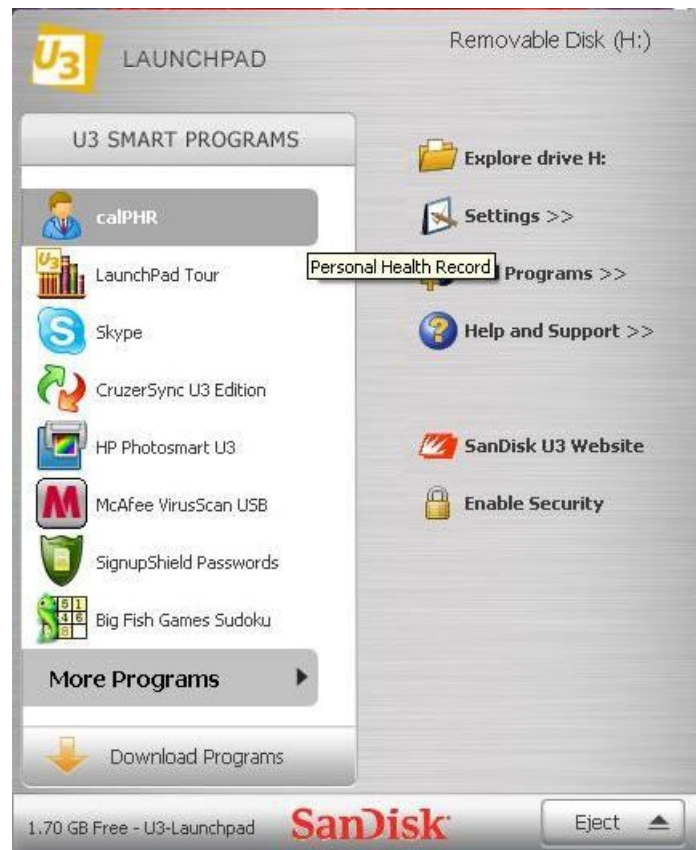 U3 LAUNCHPAD
Removable Disk (H:)
U3 SMART PROGRAMS
calPHR
Personal Health Record
LaunchPad Tour
Skype
CruzerSync U3 Edition
HP Photosmart U3
McAfee VirusScan USB
SignupShield Passwords
Big Fish Games Sudoku
More Programs
Download Programs
Explore drive H:
Settings >>
Programs >>
Help and Support >>
SanDisk U3 Website
Enable Security
1.70 GB Free - U3-Launchpad
SanDisk
Eject